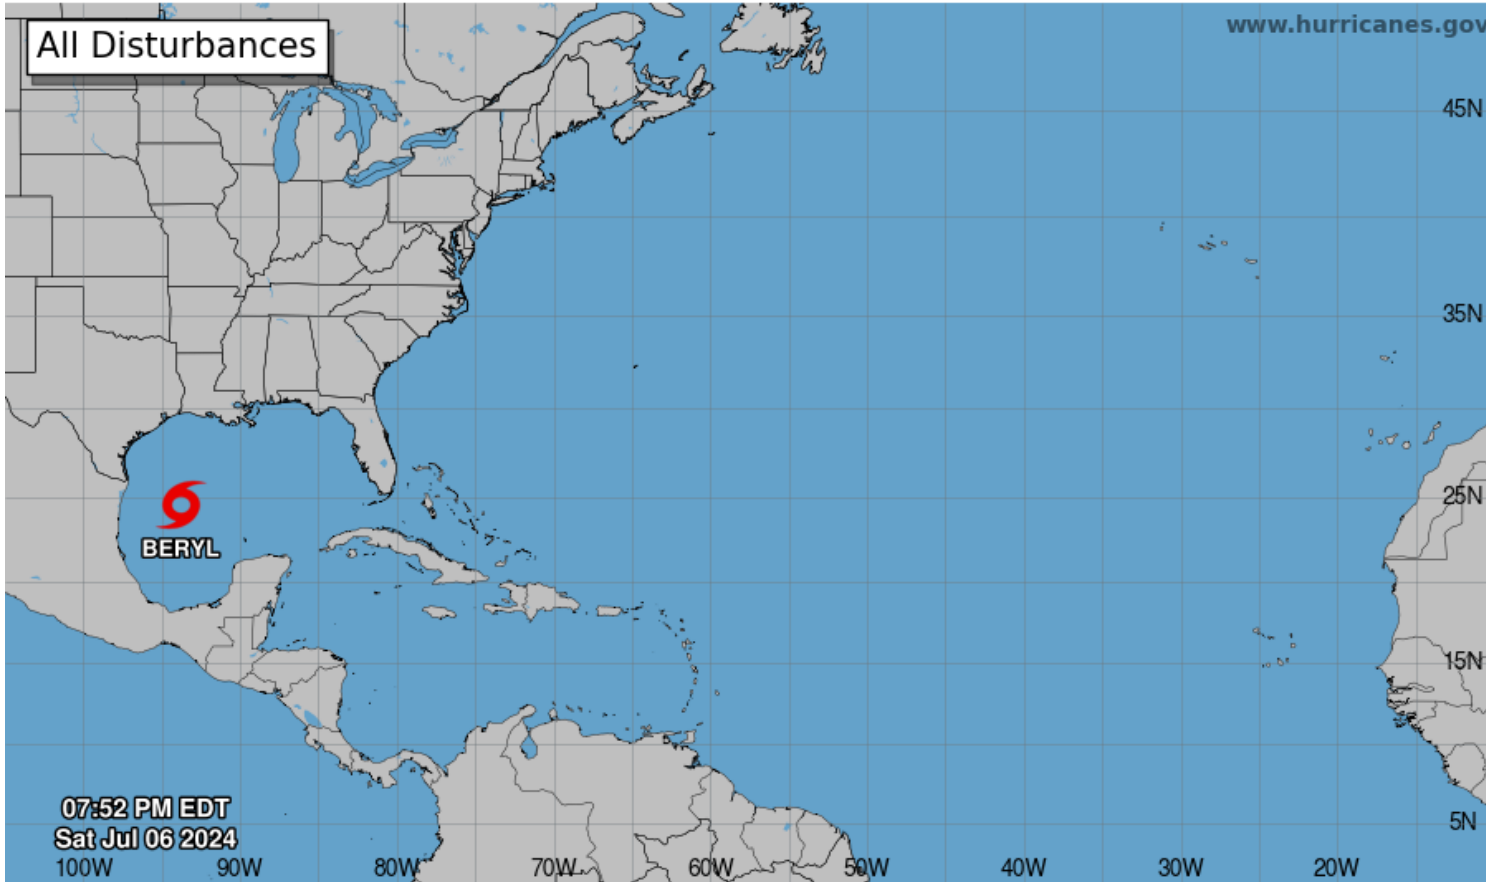 All Disturbances
www.hurricanes.gov
45N
35N
25N
BERYL
15N
07:52 PM EDT
5N
Sat Jul 06 2024
100W 90W 80W 70W 60W 50W 40W 30W 20W